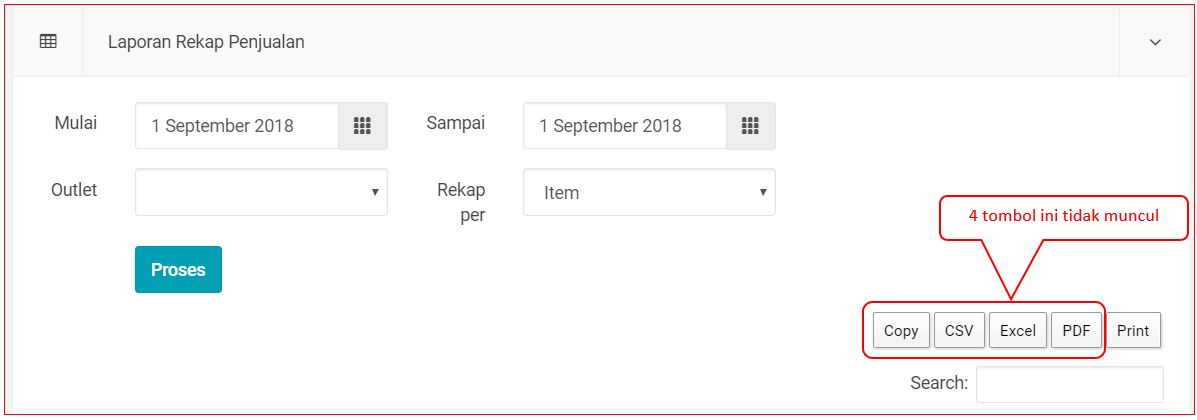 Laporan Rekap Penjualan
Mulai
1 September 2018
Sampai
1 September 2018
Outlet
Rekap
per
Item
4 tombol ini tidak muncul
Proses
Copy CSV Excel PDF Print
Search: